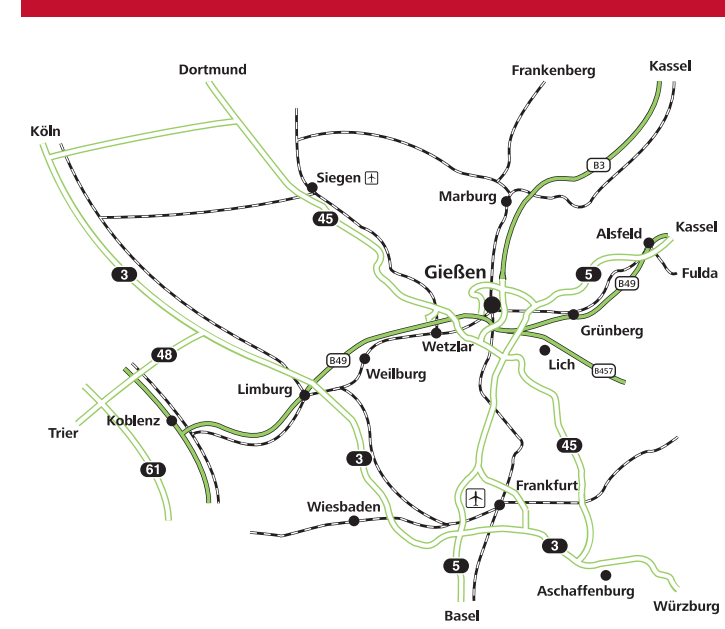 Dortmund
Frankenberg
Kassel
Köln
B3
Siegen
Marburg
45
Alsfeld
Kassel
3
Gießen
5
Fulda
B49
Grünberg
48
B49
Wetzlar
Lich
B457
Weilburg
Limburg
Koblenz
Trier
45
61
3
Frankfurt
Wiesbaden
3
5
Aschaffenburg
Würzburg
Basel